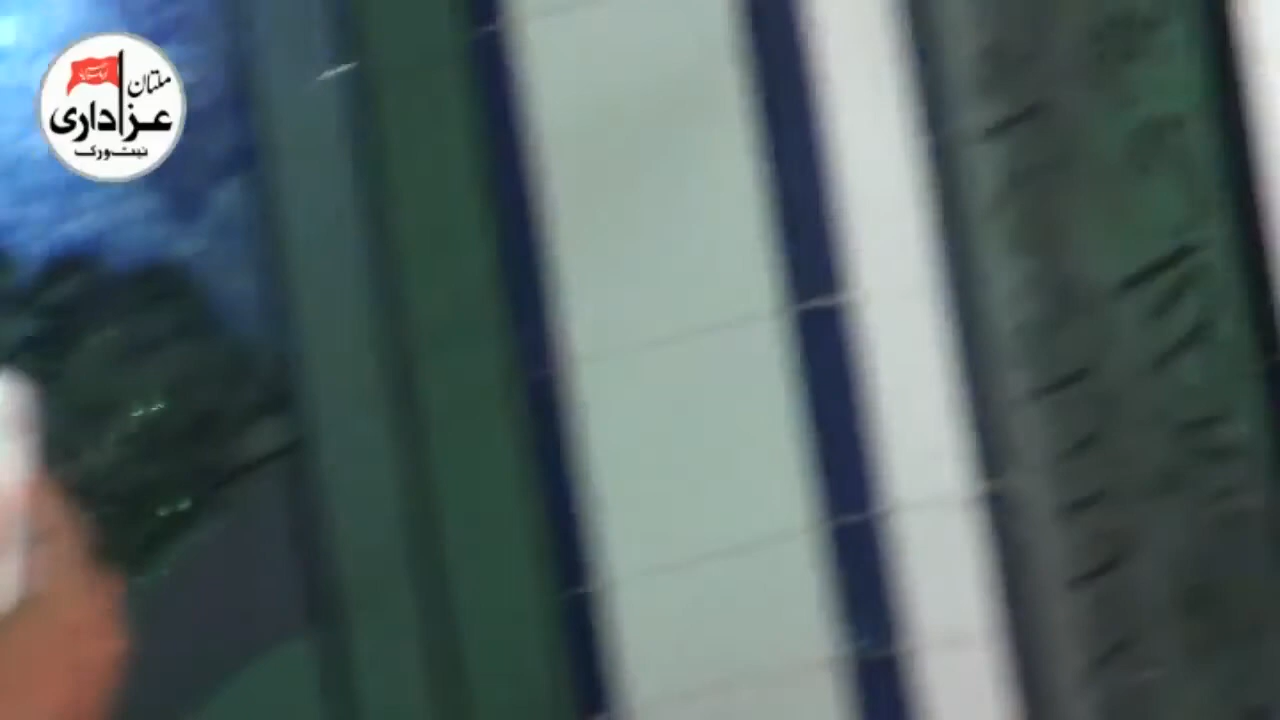 ملتان
عزاداری
نیٹ ورک